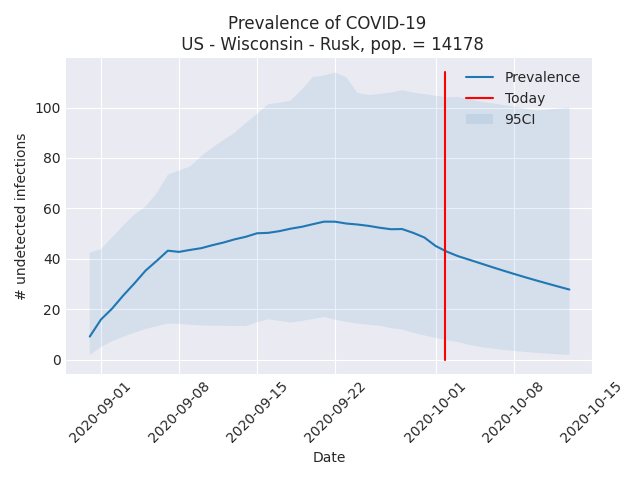 Prevalence of COVID-19
US - Wisconsin - Rusk, pop. = 14178
Prevalence
Today
95CI
100
80
60
40
20
0
# undetected infections
2020-09-01
2020-09-08
2020-09-15
2020-09-22
2020-10-01
2020-10-08
2020-10-15
Date